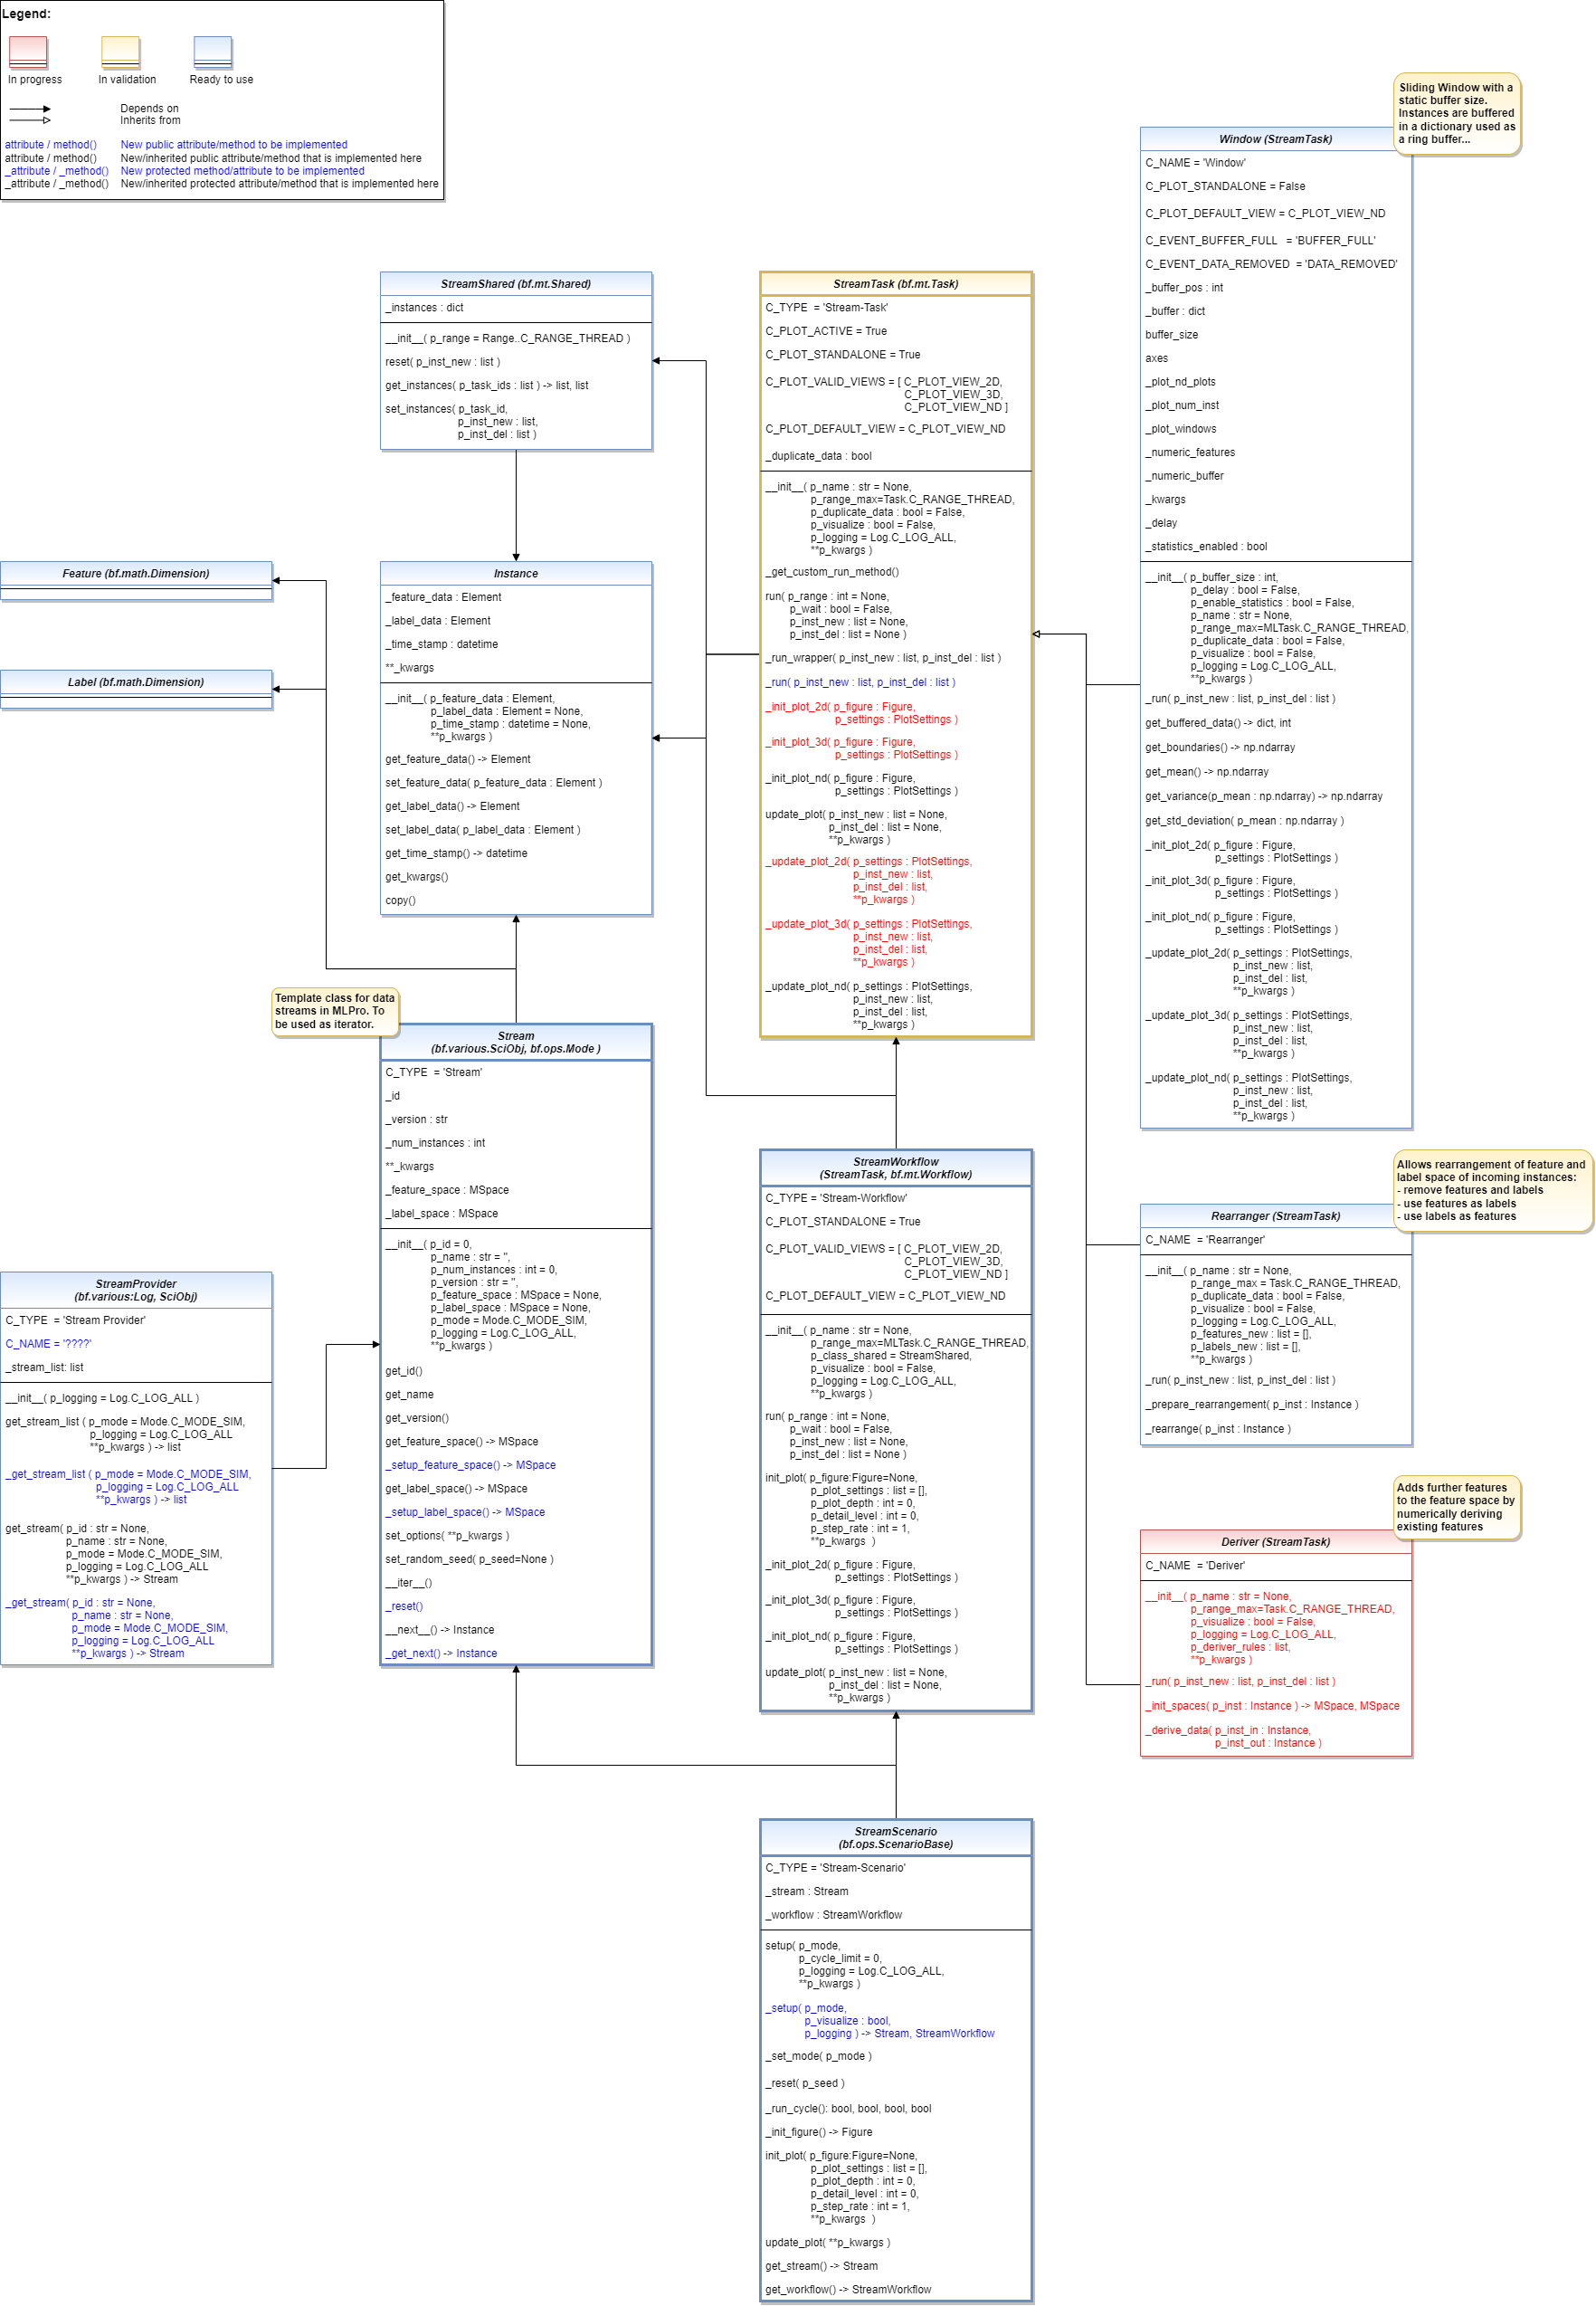 Legend:
In progress
In validation
Ready to use
Depends on
Inherits from
attribute / method() New public attribute/method to be implemented
attribute / method() New/inherited public attribute/method that is implemented here
_attribute / _method() New protected method/attribute to be implemented
_attribute / _method() New/inherited protected attribute/method that is implemented here
StreamShared (bf.mt.Shared)
_instances : dict
__init__( p_range = Range..C_RANGE_THREAD )
reset( p_inst_new : list )
get_instances( p_task_ids : list ) -> list, list
set_instances( p_task_id,
p_inst_new : list,
p_inst_del : list )
Feature (bf.math.Dimension)
Label (bf.math.Dimension)
Instance
_feature_data : Element
_label_data : Element
_time_stamp : datetime
**_kwargs
__init__( p_feature_data : Element,
p_label_data : Element = None,
p_time_stamp : datetime = None,
**p_kwargs )
get_feature_data() -> Element
set_feature_data( p_feature_data : Element )
get_label_data() -> Element
set_label_data( p_label_data : Element )
get_time_stamp() -> datetime
get_kwargs()
copy()
Template class for data
streams in MLPro. To
be used as iterator.
Stream
(bf.various.SciObj, bf.ops.Mode )
C_TYPE = 'Stream'
_id
_version : str
_num_instances : int
**_kwargs
_feature_space : MSpace
_label_space : MSpace
__init__( p_id = 0,
p_name : str = '',
p_num_instances : int = 0,
p_version : str = '',
p_feature_space : MSpace = None,
p_label_space : MSpace = None,
p_mode = Mode.C_MODE_SIM,
p_logging = Log.C_LOG_ALL,
**p_kwargs )
get_id()
get_name
get_version()
get_feature_space() -> MSpace
_setup_feature_space() -> MSpace
get_label_space() -> MSpace
_setup_label_space() -> MSpace
set_options( **p_kwargs )
set_random_seed( p_seed=None )
__iter__()
_reset()
__next__() -> Instance
_get_next() -> Instance
StreamProvider
(bf.various:Log, SciObj)
C_TYPE = 'Stream Provider'
C_NAME = '????'
_stream_list: list
__init__( p_logging = Log.C_LOG_ALL )
get_stream_list ( p_mode = Mode.C_MODE_SIM,
p_logging = Log.C_LOG_ALL
**p_kwargs ) -> list
_get_stream_list ( p_mode = Mode.C_MODE_SIM,
p_logging = Log.C_LOG_ALL
**p_kwargs ) -> list
get_stream( p_id : str = None,
p_name : str = None,
p_mode = Mode.C_MODE_SIM,
p_logging = Log.C_LOG_ALL
**p_kwargs ) -> Stream
_get_stream( p_id : str = None,
p_name : str = None,
p_mode = Mode.C_MODE_SIM,
p_logging = Log.C_LOG_ALL
**p_kwargs ) -> Stream
StreamTask (bf.mt.Task)
C_TYPE = 'Stream-Task'
C_PLOT_ACTIVE = True
C_PLOT_STANDALONE = True
C_PLOT_VALID_VIEWS = [ C_PLOT_VIEW_2D,
C_PLOT_VIEW_3D,
C_PLOT_VIEW_ND ]
C_PLOT_DEFAULT_VIEW = C_PLOT_VIEW_ND
_duplicate_data : bool
__init__( p_name : str = None,
p_range_max=Task.C_RANGE_THREAD,
p_duplicate_data : bool = False,
p_visualize : bool = False,
p_logging = Log.C_LOG_ALL,
**p_kwargs )
_get_custom_run_method()
run( p_range : int = None,
p_wait : bool = False,
p_inst_new : list = None,
p_inst_del : list = None )
_run_wrapper( p_inst_new : list, p_inst_del : list )
_run( p_inst_new : list, p_inst_del : list )
_init_plot_2d( p_figure : Figure,
p_settings : PlotSettings )
_init_plot_3d( p_figure : Figure,
p_settings : PlotSettings )
_init_plot_nd( p_figure : Figure,
p_settings : PlotSettings )
update_plot( p_inst_new : list = None,
p_inst_del : list = None,
**p_kwargs )
_update_plot_2d( p_settings : PlotSettings,
p_inst_new : list,
p_inst_del : list,
**p_kwargs )
_update_plot_3d( p_settings : PlotSettings,
p_inst_new : list,
p_inst_del : list,
**p_kwargs )
_update_plot_nd( p_settings : PlotSettings,
p_inst_new : list,
p_inst_del : list,
**p_kwargs )
StreamWorkflow
(StreamTask, bf.mt.Workflow)
C_TYPE = 'Stream-Workflow'
C_PLOT_STANDALONE = True
C_PLOT_VALID_VIEWS = [ C_PLOT_VIEW_2D,
C_PLOT_VIEW_3D,
C_PLOT_VIEW_ND ]
C_PLOT_DEFAULT_VIEW = C_PLOT_VIEW_ND
__init__( p_name : str = None,
p_range_max=MLTask.C_RANGE_THREAD,
p_class_shared = StreamShared,
p_visualize : bool = False,
p_logging = Log.C_LOG_ALL,
**p_kwargs )
run( p_range : int = None,
p_wait : bool = False,
p_inst_new : list = None,
p_inst_del : list = None )
init_plot( p_figure:Figure=None,
p_plot_settings : list = [],
p_plot_depth : int = 0,
p_detail_level : int = 0,
p_step_rate : int = 1,
**p_kwargs )
_init_plot_2d( p_figure : Figure,
p_settings : PlotSettings )
_init_plot_3d( p_figure : Figure,
p_settings : PlotSettings )
_init_plot_nd( p_figure : Figure,
p_settings : PlotSettings )
update_plot( p_inst_new : list = None,
p_inst_del : list = None,
**p_kwargs )
StreamScenario
(bf.ops.ScenarioBase)
C_TYPE = 'Stream-Scenario'
_stream : Stream
_workflow : StreamWorkflow
setup( p_mode,
p_cycle_limit = 0,
p_logging = Log.C_LOG_ALL,
**p_kwargs )
_setup( p_mode,
p_visualize : bool,
p_logging ) -> Stream, StreamWorkflow
_set_mode( p_mode )
_reset( p_seed )
_run_cycle(): bool, bool, bool, bool
_init_figure() -> Figure
init_plot( p_figure:Figure=None,
p_plot_settings : list = [],
p_plot_depth : int = 0,
p_detail_level : int = 0,
p_step_rate : int = 1,
**p_kwargs )
update_plot( **p_kwargs )
get_stream() -> Stream
get_workflow() -> StreamWorkflow
Sliding Window with a
static buffer size.
Instances are buffered
in a dictionary used as
a ring buffer...
Window (StreamTask)
C_NAME = 'Window'
C_PLOT_STANDALONE = False
C_PLOT_DEFAULT_VIEW = C_PLOT_VIEW_ND
C_EVENT_BUFFER_FULL = 'BUFFER_FULL'
C_EVENT_DATA_REMOVED = 'DATA_REMOVED'
_buffer_pos : int
_buffer : dict
buffer_size
axes
_plot_nd_plots
_plot_num_inst
_plot_windows
_numeric_features
_numeric_buffer
_kwargs
_delay
_statistics_enabled : bool
__init__( p_buffer_size : int,
p_delay : bool = False,
p_enable_statistics : bool = False,
p_name : str = None,
p_range_max=MLTask.C_RANGE_THREAD,
p_duplicate_data : bool = False,
p_visualize : bool = False,
p_logging = Log.C_LOG_ALL,
**p_kwargs )
_run( p_inst_new : list, p_inst_del : list )
get_buffered_data() -> dict, int
get_boundaries() -> np.ndarray
get_mean() -> np.ndarray
get_variance(p_mean : np.ndarray) -> np.ndarray
get_std_deviation( p_mean : np.ndarray )
_init_plot_2d( p_figure : Figure,
p_settings : PlotSettings )
_init_plot_3d( p_figure : Figure,
p_settings : PlotSettings )
_init_plot_nd( p_figure : Figure,
p_settings : PlotSettings )
_update_plot_2d( p_settings : PlotSettings,
p_inst_new : list,
p_inst_del : list,
**p_kwargs )
_update_plot_3d( p_settings : PlotSettings,
p_inst_new : list,
p_inst_del : list,
**p_kwargs )
_update_plot_nd( p_settings : PlotSettings,
p_inst_new : list,
p_inst_del : list,
**p_kwargs )
Allows rearrangement of feature and
label space of incoming instances:
- remove features and labels
- use features as labels
- use labels as features
Rearranger (StreamTask)
C_NAME = 'Rearranger'
__init__( p_name : str = None,
p_range_max = Task.C_RANGE_THREAD,
p_duplicate_data : bool = False,
p_visualize : bool = False,
p_logging = Log.C_LOG_ALL,
p_features_new : list = [],
p_labels_new : list = [],
**p_kwargs )
_run( p_inst_new : list, p_inst_del : list )
_prepare_rearrangement( p_inst : Instance )
_rearrange( p_inst : Instance )
Adds further features
to the feature space by
numerically deriving
existing features
Deriver (StreamTask)
C_NAME = 'Deriver'
__init__( p_name : str = None,
p_range_max=Task.C_RANGE_THREAD,
p_visualize : bool = False,
p_logging = Log.C_LOG_ALL,
p_deriver_rules : list,
**p_kwargs )
_run( p_inst_new : list, p_inst_del : list )
_init_spaces( p_inst : Instance ) -> MSpace, MSpace
_derive_data( p_inst_in : Instance,
p_inst_out : Instance )